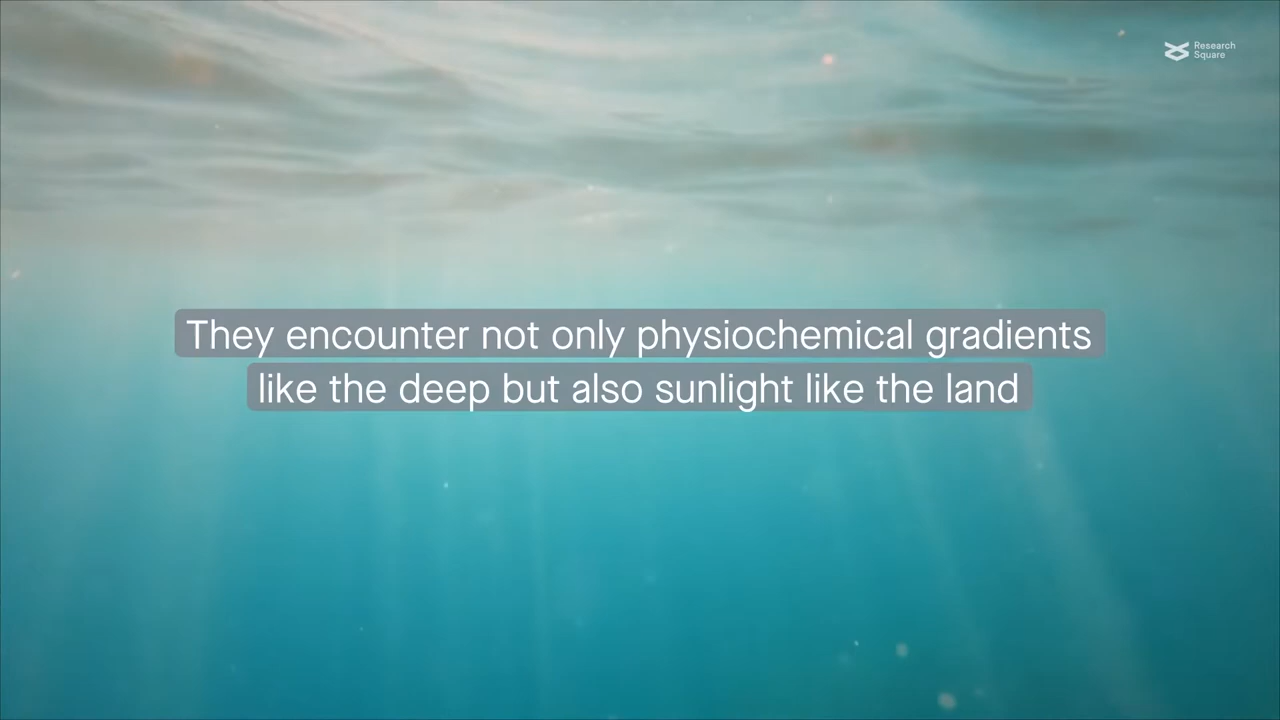 Research
Square
They encounter not only physiochemical gradients
like the deep but also sunlight like the land